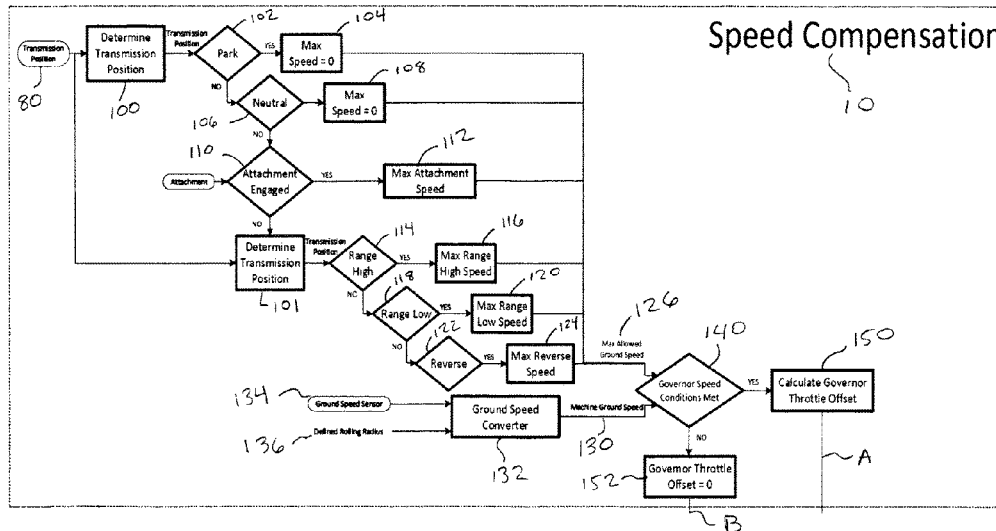 Speed Compensation
10
102
104
Transmission Position
80
Determine Transmission Position
100
Transmission Position
Park
YES
Max Speed = 0
NO
108
Neutral
106
Max Speed = 0
NO
110
Attachment
Attachment Engaged
YES
112
Max Attachment Speed
NO
Determine Transmission Position
101
Transmission Position
114
Range High
YES
116
Max Range High Speed
NO
118
Range Low
YES
120
Max Range Low Speed
NO
122
Reverse
YES
124
Max Reverse Speed
126
Max Allowed Ground Speed
140
Governor Speed Conditions Met
YES
150
Calculate Governor Throttle Offset
134
Ground Speed Sensor
136
Defined Rolling Radius
Ground Speed Converter
132
Machine Ground Speed
130
NO
152
Governor Throttle Offset = 0
A
B